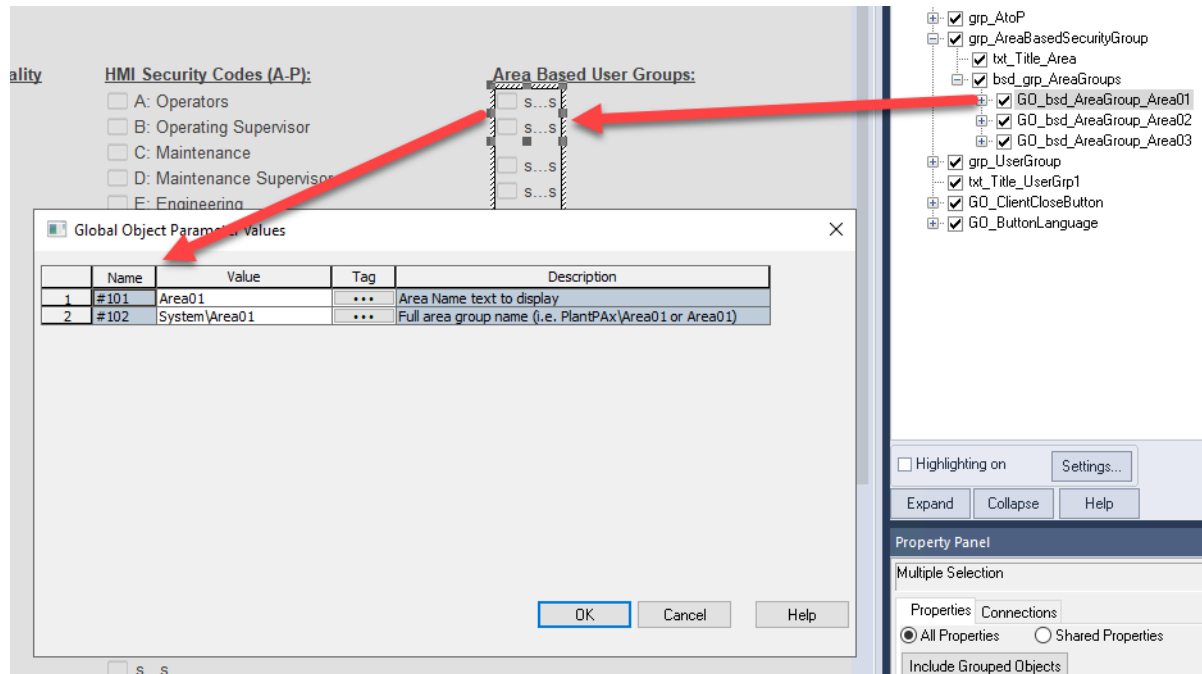 ality
HMI Security Codes (A-P):
Area Based User Groups:
A: Operators
B: Operating Supervisor
C: Maintenance
D: Maintenance Supervisor
E: Engineering
s...s
s...s
s...s
s...s
Global Object Parameter Values
Name Value Tag Description
1 #101 Area01 ... Area Name text to display
2 #102 System\Area01 ... Full area group name (i.e. PlantPAx\Area01 or Area01)
OK Cancel Help
s...s
grp_AtoP
grp_AreaBasedSecurityGroup
txt_Title_Area
bsd_grp_AreaGroups
GO_bsd_AreaGroup_Area01
GO_bsd_AreaGroup_Area02
GO_bsd_AreaGroup_Area03
grp_UserGroup
txt_Title_UserGrp1
GO_ClientCloseButton
GO_ButtonLanguage
Highlighting on Settings...
Expand Collapse Help
Property Panel
Multiple Selection
Properties Connections
All Properties Shared Properties
Include Grouped Objects